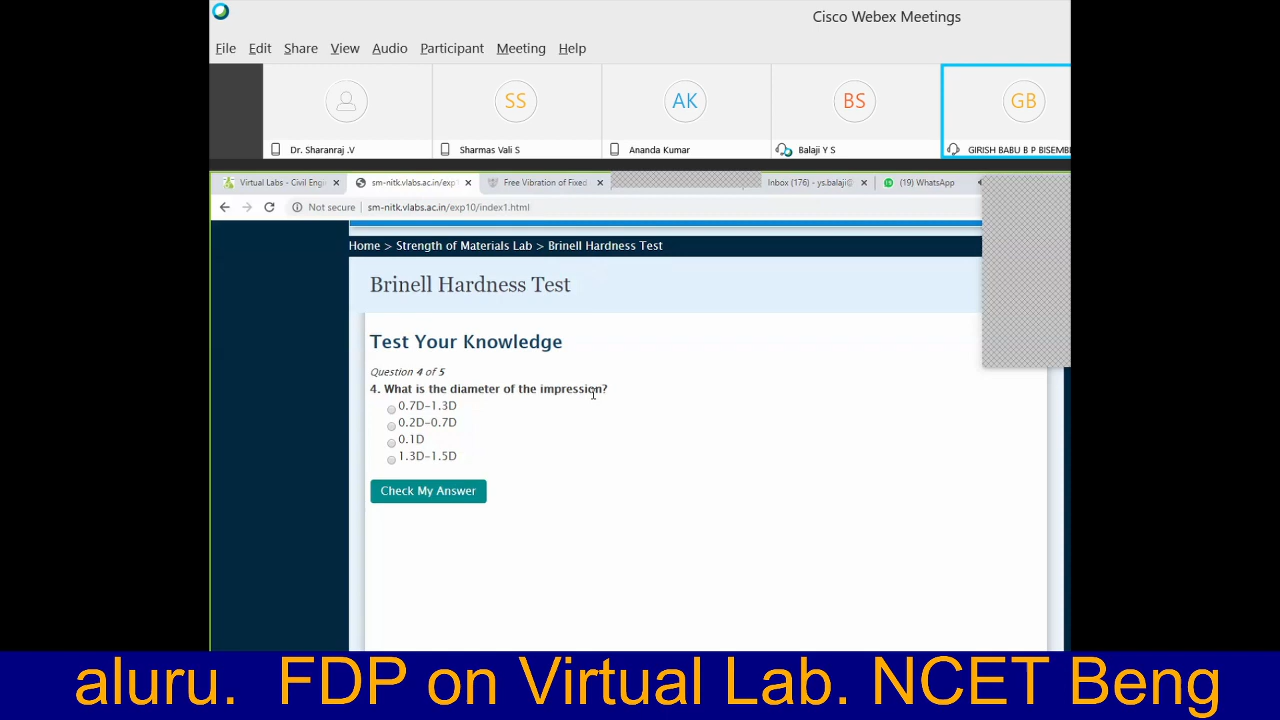 Cisco Webex Meetings
File Edit Share View Audio Participant Meeting Help
SS AK BS GB
Dr. Sharanraj .V Sharmas Vali S Ananda Kumar Balaji Y S GIRISH BABU B P BISEMB
Virtual Labs - Civil Engi sm-nitk.vlabs.ac.in/exp1 Free Vibration of Fixed Inbox (176) - ys.balaji@ (19) WhatsApp
Not secure sm-nitk.vlabs.ac.in/exp10/index1.html
Home > Strength of Materials Lab > Brinell Hardness Test
Brinell Hardness Test
Test Your Knowledge
Question 4 of 5
4. What is the diameter of the impression?
0.7D-1.3D
0.2D-0.7D
0.1D
1.3D-1.5D
Check My Answer
aluru. FDP on Virtual Lab. NCET Beng